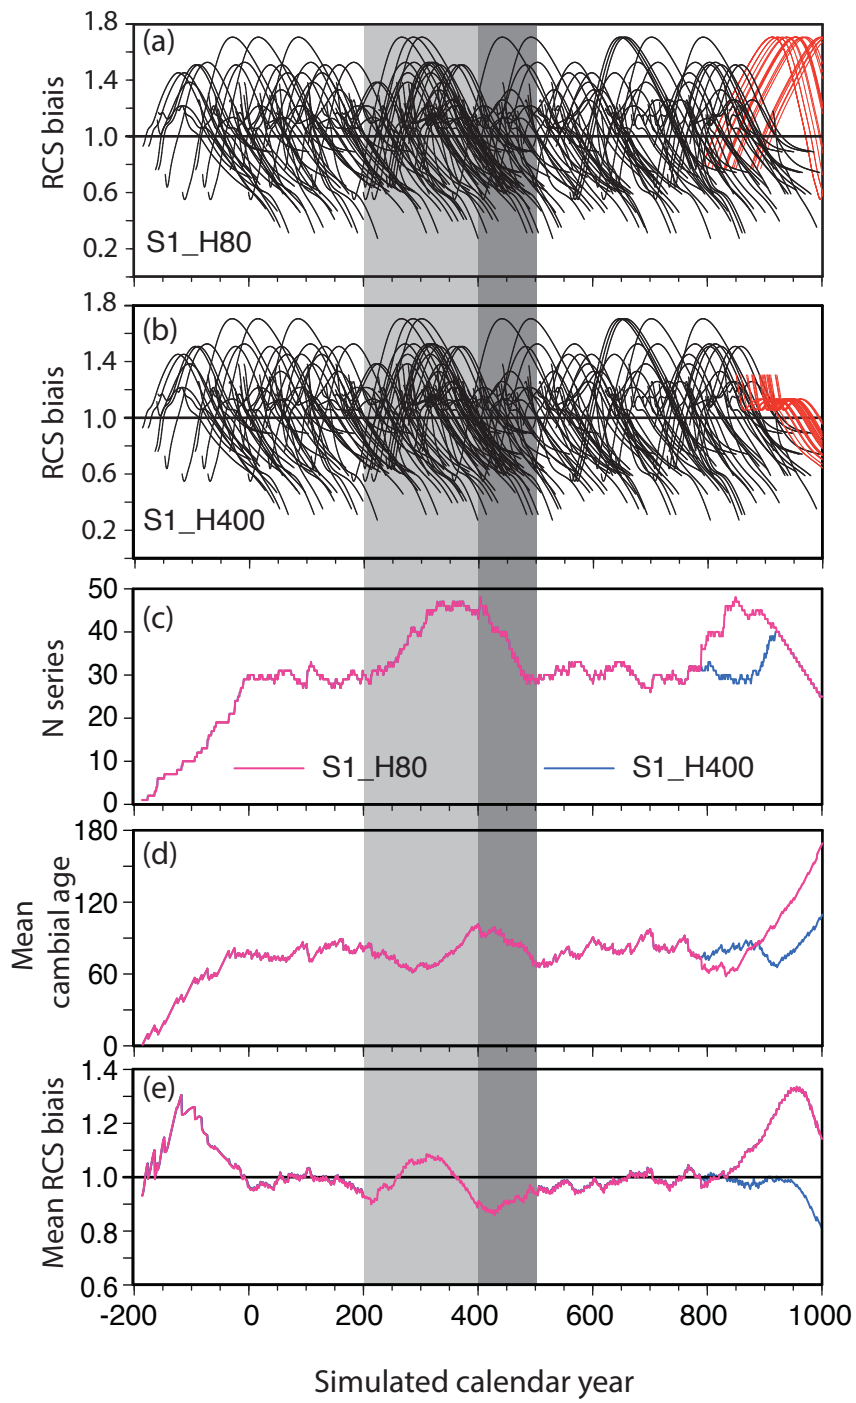 1.8
(a)
1.4
RCS biais
1.0
0.6
S1_H80
0.2
1.8
(b)
1.4
RCS biais
1.0
0.6
S1_H400
0.2
50
(c)
40
N series
30
20
10
S1_H80
S1_H400
0
180
(d)
120
Mean
cambial age
60
0
1.4
(e)
1.2
Mean RCS biais
1.0
0.8
0.6
-200 0 200 400 600 800 1000
Simulated calendar year